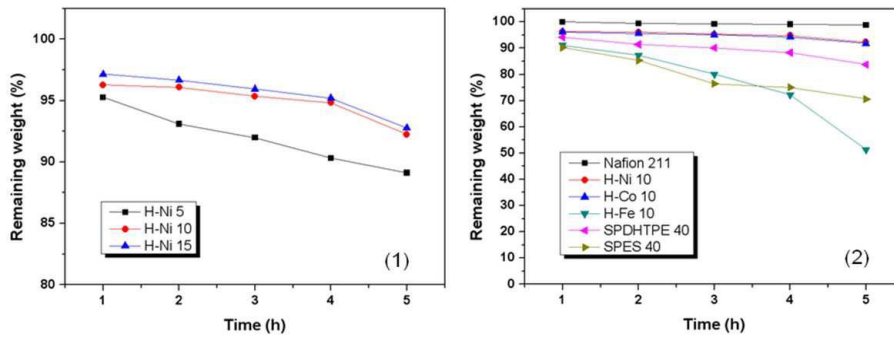 Remaining weight (%)
100
95
90
85
80
H-Ni 5
H-Ni 10
H-Ni 15
(1)
1 2 3 4 5
Time (h)
Remaining weight (%)
100
90
80
70
60
50
40
30
20
10
0
Nafion 211
H-Ni 10
H-Co 10
H-Fe 10
SPDHTPE 40
SPES 40
(2)
1 2 3 4 5
Time (h)